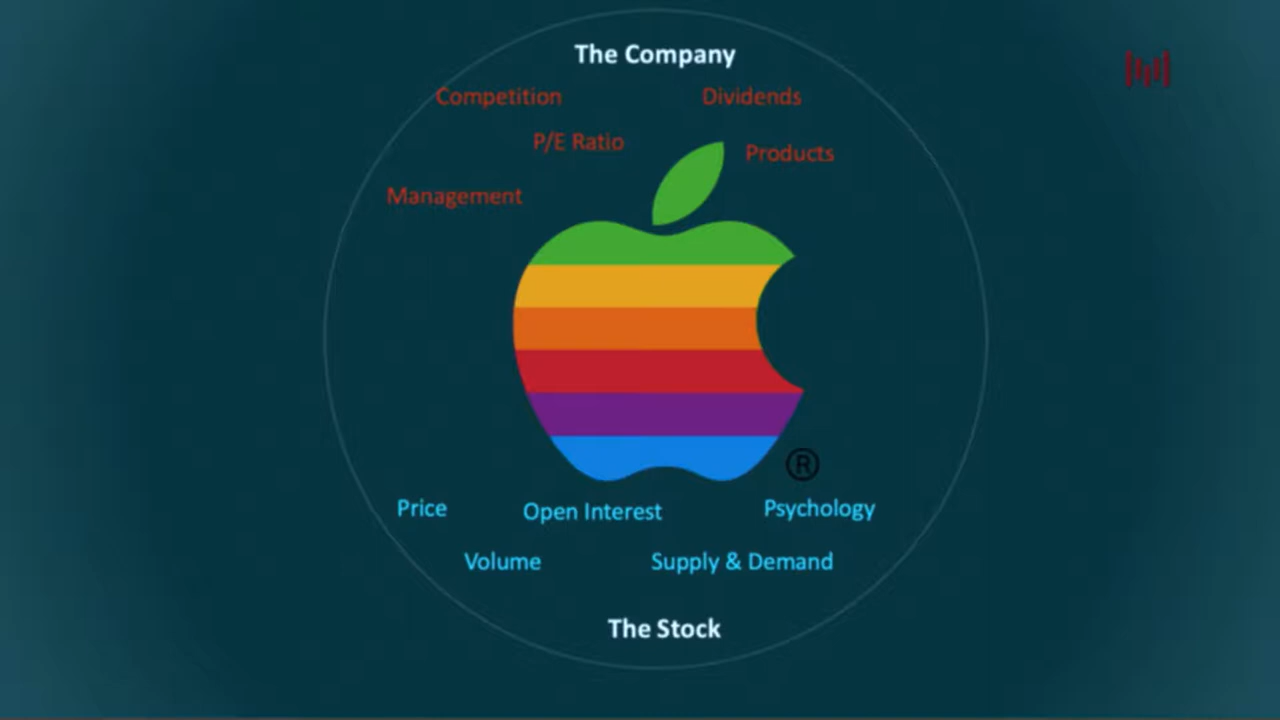 The Company
Competition Dividends
P/E Ratio
Products
Management
®
Price Open Interest Psychology
Volume Supply & Demand
The Stock